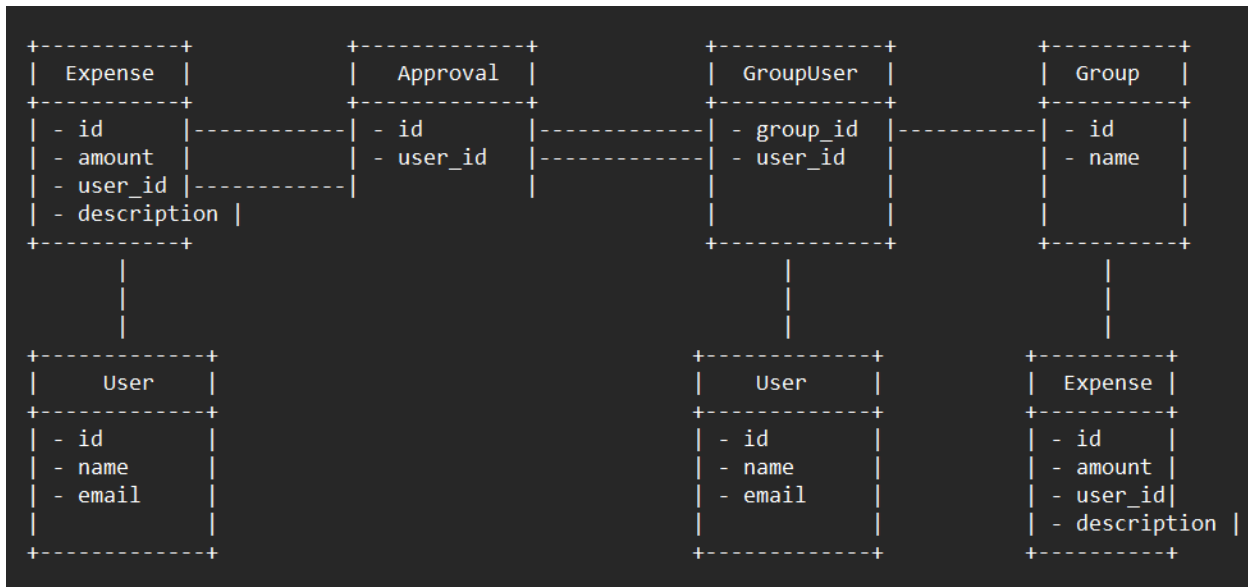 +-----------+             +-------------+              +-------------+            +----------+
|  Expense  |             |   Approval  |              |  GroupUser  |            |  Group   |
+-----------+             +-------------+              +-------------+            +----------+
| - id      |-------------| - id        |--------------| - group_id  |------------| - id     |
| - amount  |             | - user_id   |--------------| - user_id   |            | - name   |
| - user_id |-------------|             |              |             |            |          |
| - description |                                      |             |            |          |
+-----------+                                          +-------------+            +----------+
        |                                                     |                         |
        |                                                     |                         |
        |                                                     |                         |
+-------------+                                       +-------------+            +----------+
|     User    |                                       |    User     |            |  Expense |
+-------------+                                       +-------------+            +----------+
| - id        |                                       | - id        |            | - id     |
| - name      |                                       | - name      |            | - amount |
| - email     |                                       | - email     |            | - user_id|
|             |                                       |             |            | - description |
+-------------+                                       +-------------+            +----------+